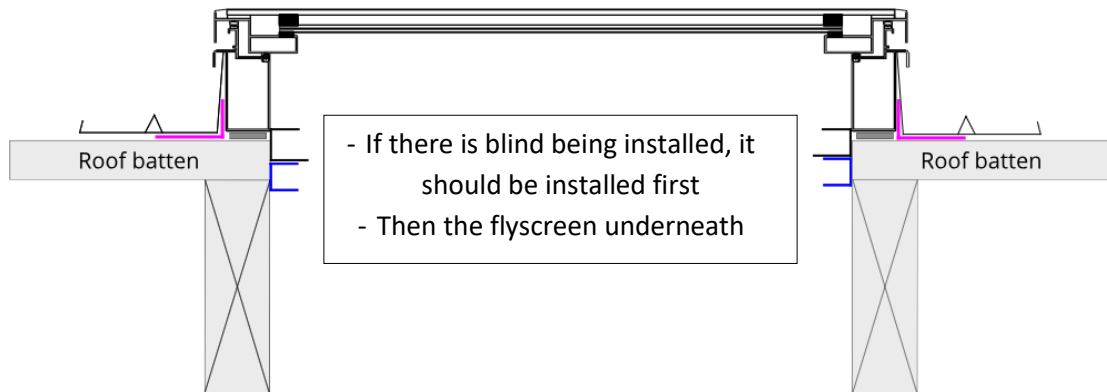 - If there is blind being installed, it
should be installed first
- Then the flyscreen underneath
Roof batten
Roof batten